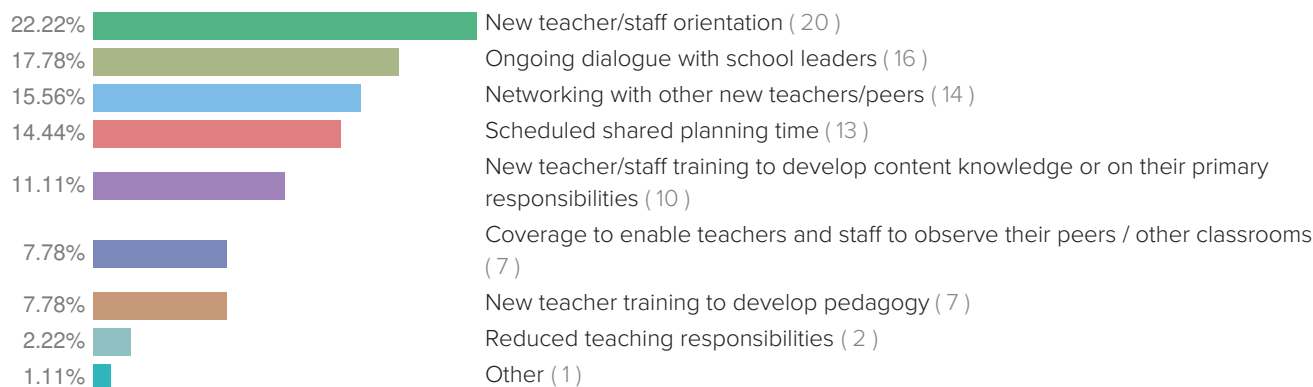 22.22% New teacher/staff orientation ( 20 )
17.78% Ongoing dialogue with school leaders ( 16 )
15.56% Networking with other new teachers/peers ( 14 )
14.44% Scheduled shared planning time ( 13 )
11.11% New teacher/staff training to develop content knowledge or on their primary
responsibilities ( 10 )
7.78% Coverage to enable teachers and staff to observe their peers / other classrooms
( 7 )
7.78% New teacher training to develop pedagogy ( 7 )
2.22% Reduced teaching responsibilities ( 2 )
1.11% Other ( 1 )